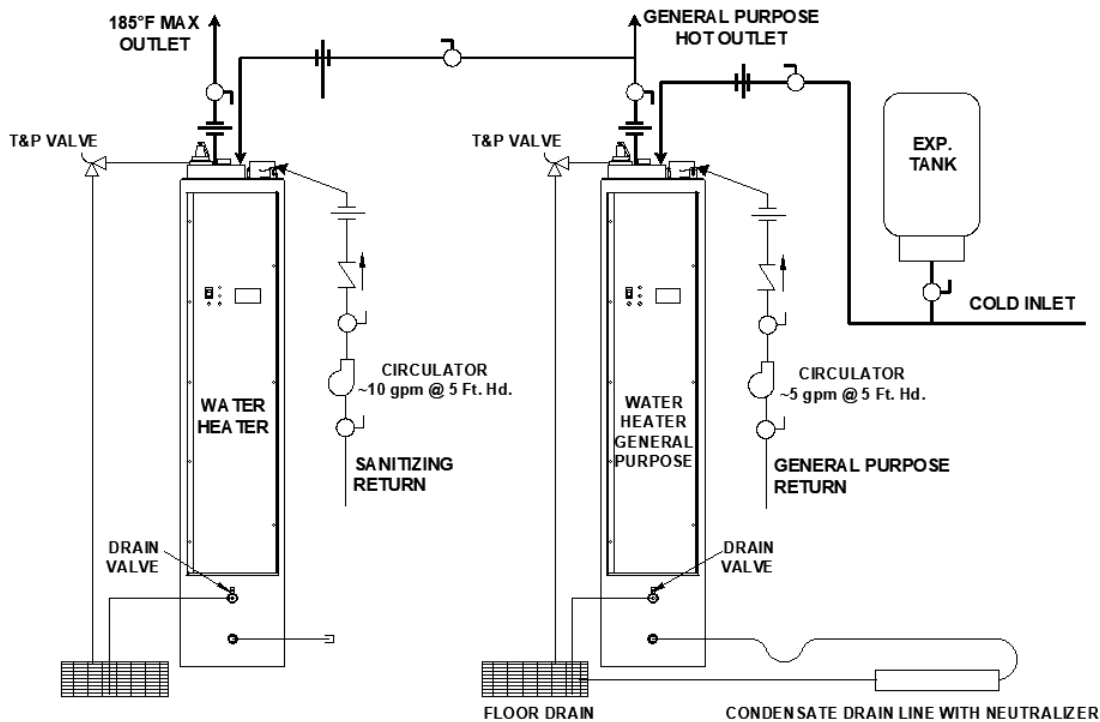 185°F MAX
OUTLET
GENERAL PURPOSE
HOT OUTLET
T&P VALVE
T&P VALVE
EXP.
TANK
COLD INLET
CIRCULATOR
~10 gpm @ 5 Ft. Hd.
CIRCULATOR
~5 gpm @ 5 Ft. Hd.
WATER
HEATER
WATER
HEATER
GENERAL
PURPOSE
SANITIZING
RETURN
GENERAL PURPOSE
RETURN
DRAIN
VALVE
DRAIN
VALVE
FLOOR DRAIN
CONDENSATE DRAIN LINE WITH NEUTRALIZER